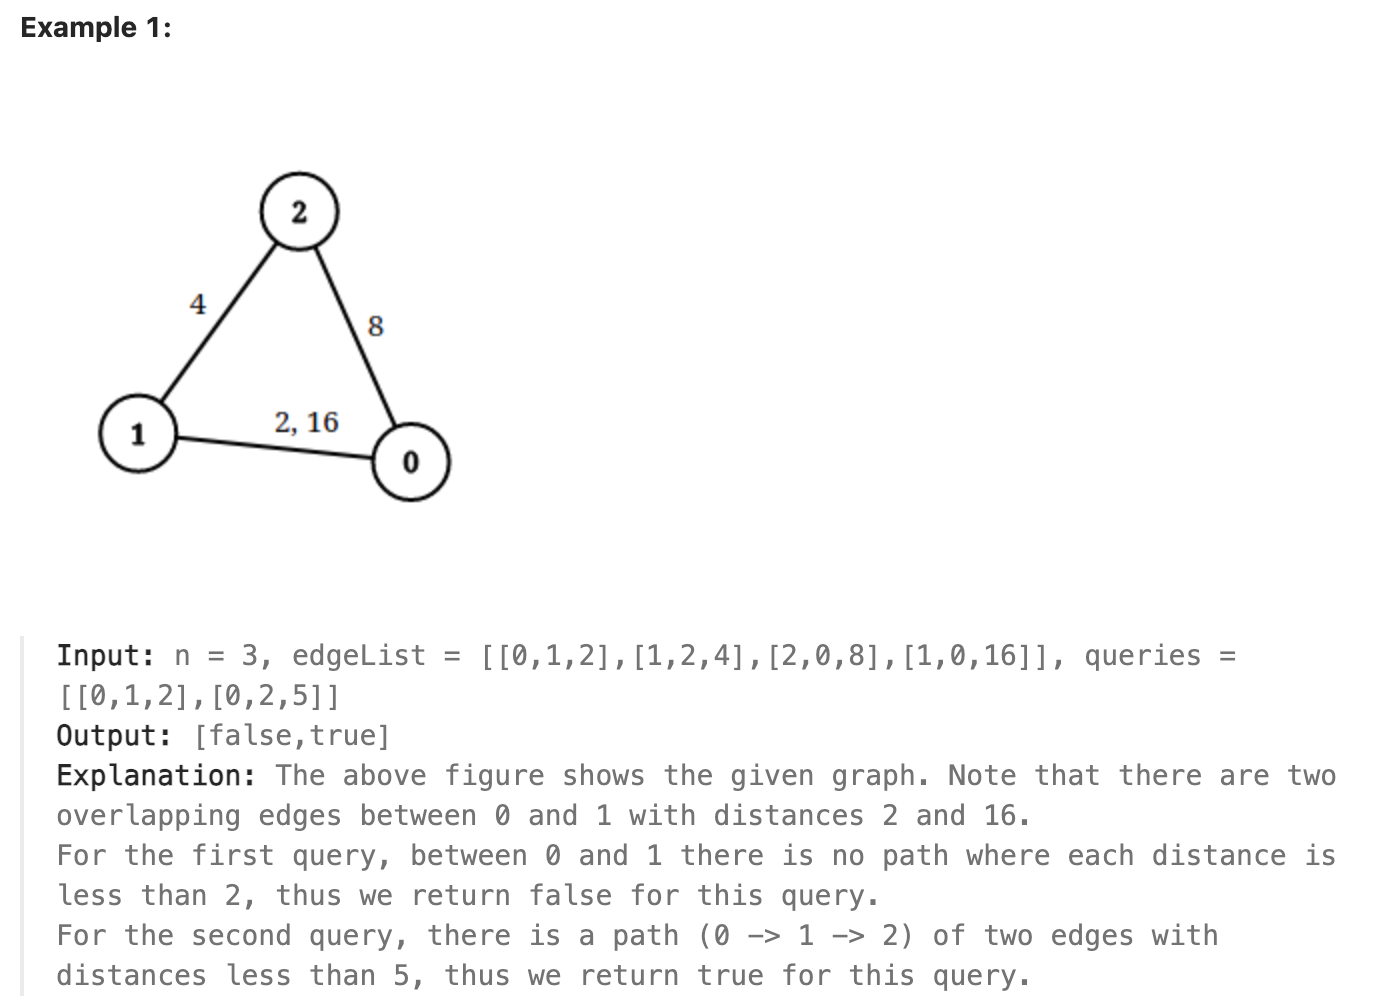 Example 1:
2
4
8
2, 16
1
0
Input: n = 3, edgeList = [[0,1,2],[1,2,4],[2,0,8],[1,0,16]], queries =
[[0,1,2],[0,2,5]]
Output: [false,true]
Explanation: The above figure shows the given graph. Note that there are two
overlapping edges between 0 and 1 with distances 2 and 16.
For the first query, between 0 and 1 there is no path where each distance is
less than 2, thus we return false for this query.
For the second query, there is a path (0 -> 1 -> 2) of two edges with
distances less than 5, thus we return true for this query.